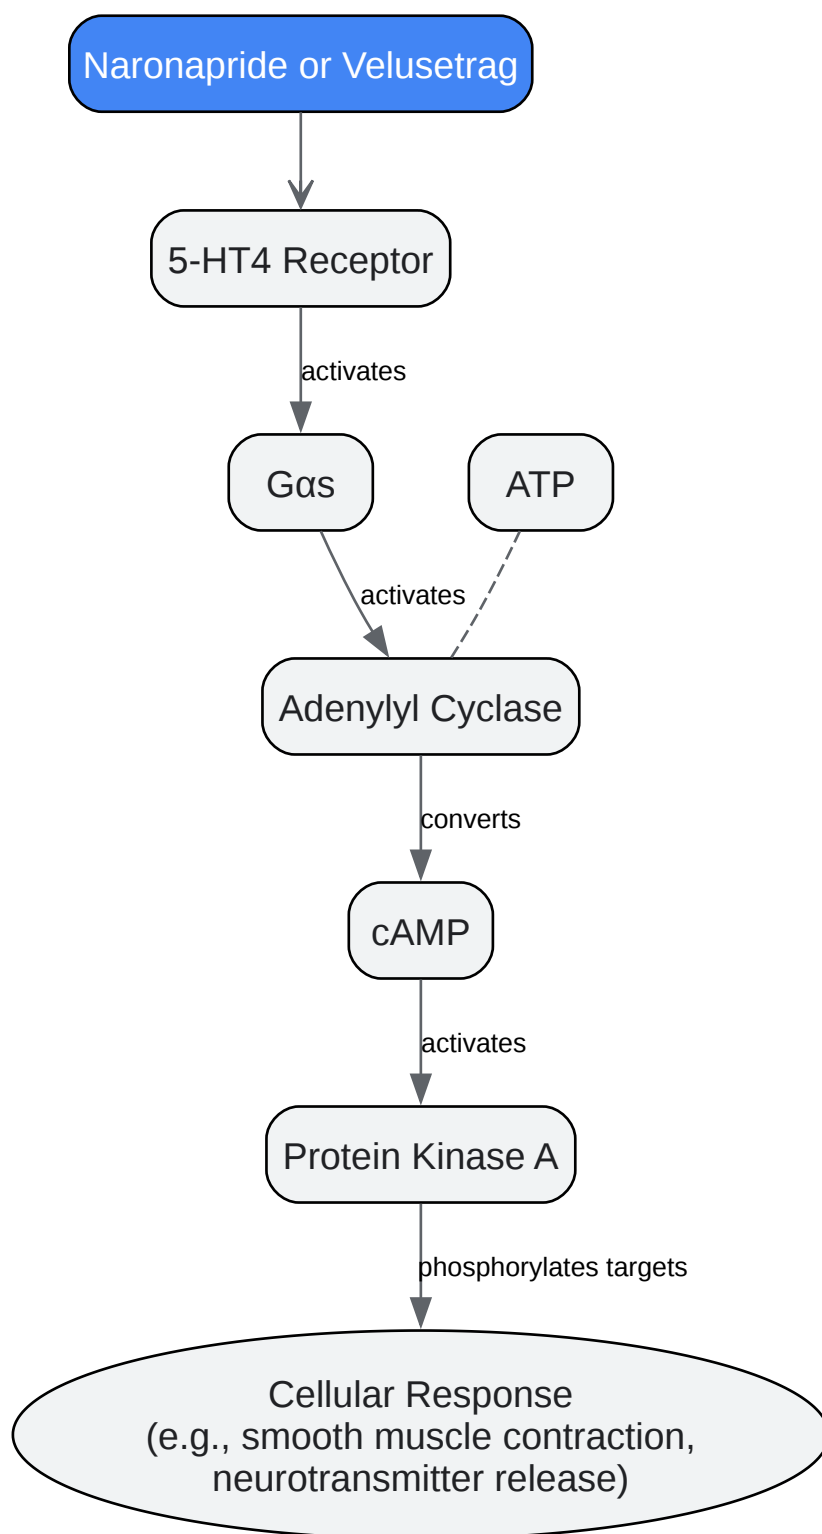 Naronapride or Velusetrag
5-HT4 Receptor
activates
Gαs
ATP
activates
Adenylyl Cyclase
converts
cAMP
activates
Protein Kinase A
phosphorylates targets
Cellular Response
(e.g., smooth muscle contraction,
neurotransmitter release)